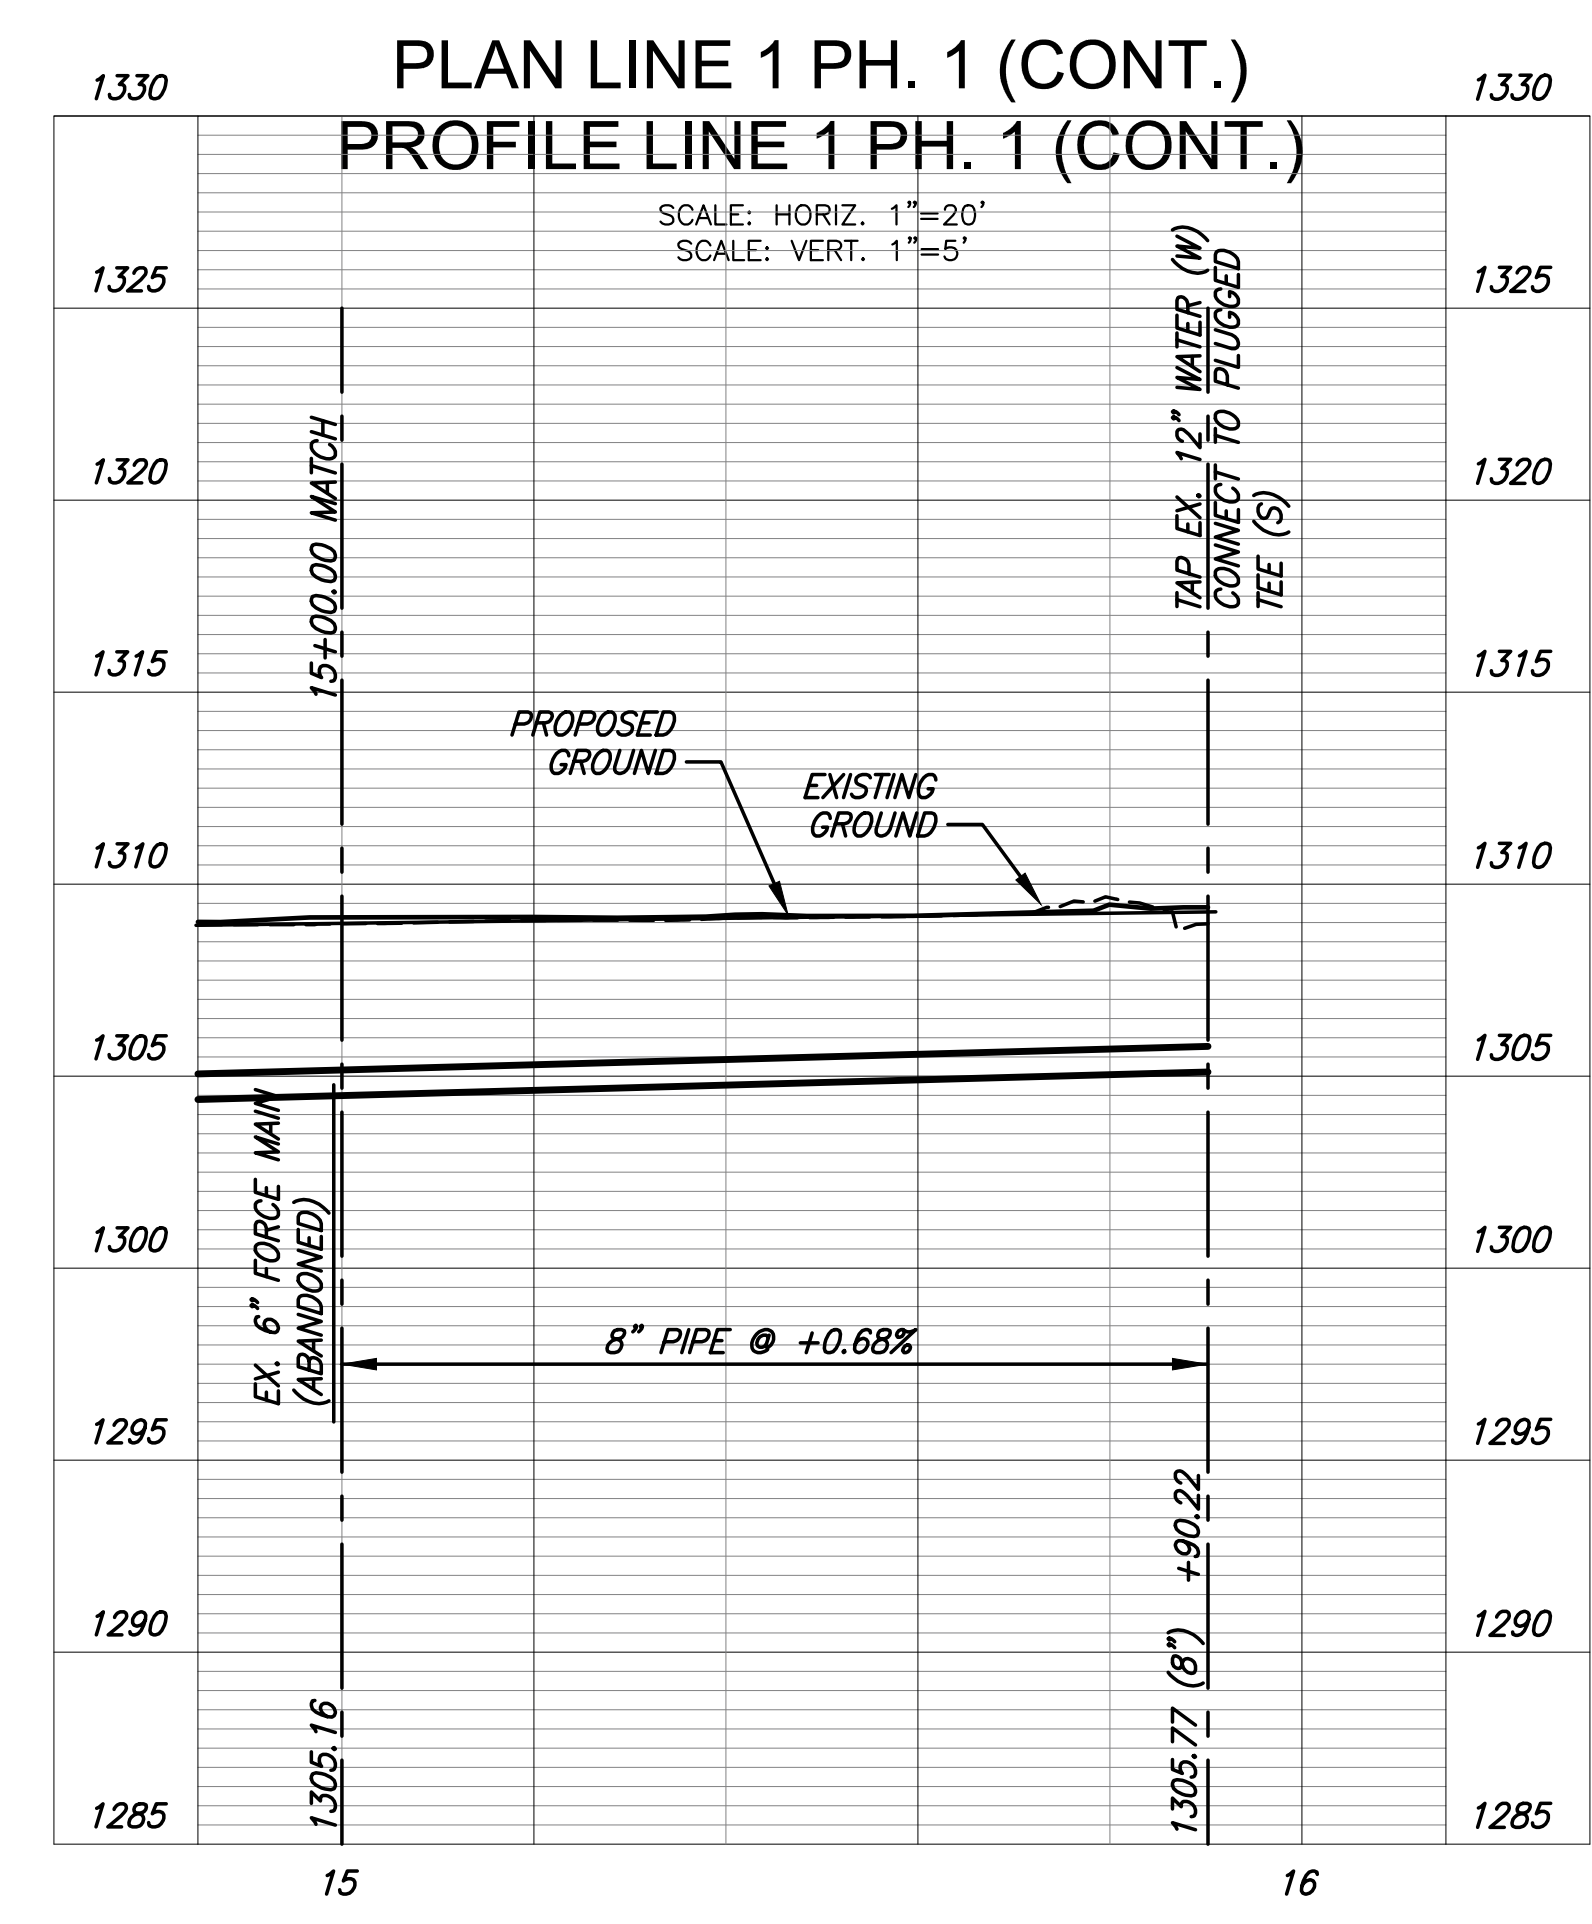 PLAN LINE 1 PH. 1 (CONT.)
1330
1330
PROFILE LINE 1 PH. 1 (CONT.)
SCALE: HORIZ. 1"=20'
SCALE: VERT. 1"=5'
1325
1325
TAP EX. 12" WATER (W)
CONNECT TO PLUGGED
TEE (S)
15+00.00 MATCH
1320
1320
1315
1315
PROPOSED
GROUND
EXISTING
GROUND
1310
1310
1305
1305
EX. 6" FORCE MAIN
(ABANDONED)
1300
1300
8" PIPE @ +0.68%
1295
1295
1290
1290
1305.16
1305.77 (8") +90.22
1285
1285
15
16